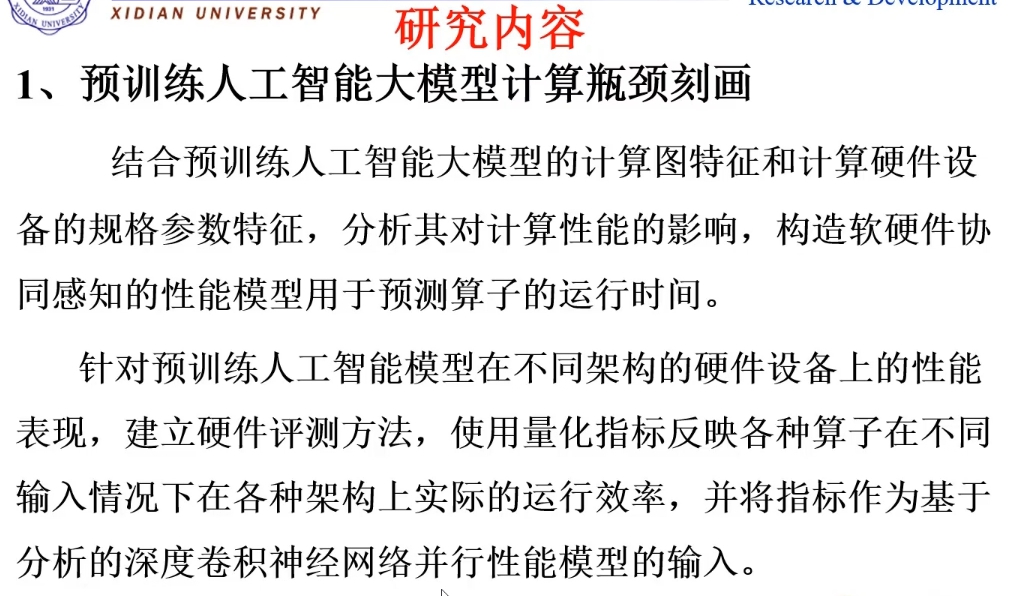 XIDIAN UNIVERSITY
Research & Development
研究内容
1、预训练人工智能大模型计算瓶颈刻画
结合预训练人工智能大模型的计算图特征和计算硬件设
备的规格参数特征，分析其对计算性能的影响，构造软硬件协
同感知的性能模型用于预测算子的运行时间。
针对预训练人工智能模型在不同架构的硬件设备上的性能
表现，建立硬件评测方法，使用量化指标反映各种算子在不同
输入情况下在各种架构上实际的运行效率，并将指标作为基于
分析的深度卷积神经网络并行性能模型的输入。